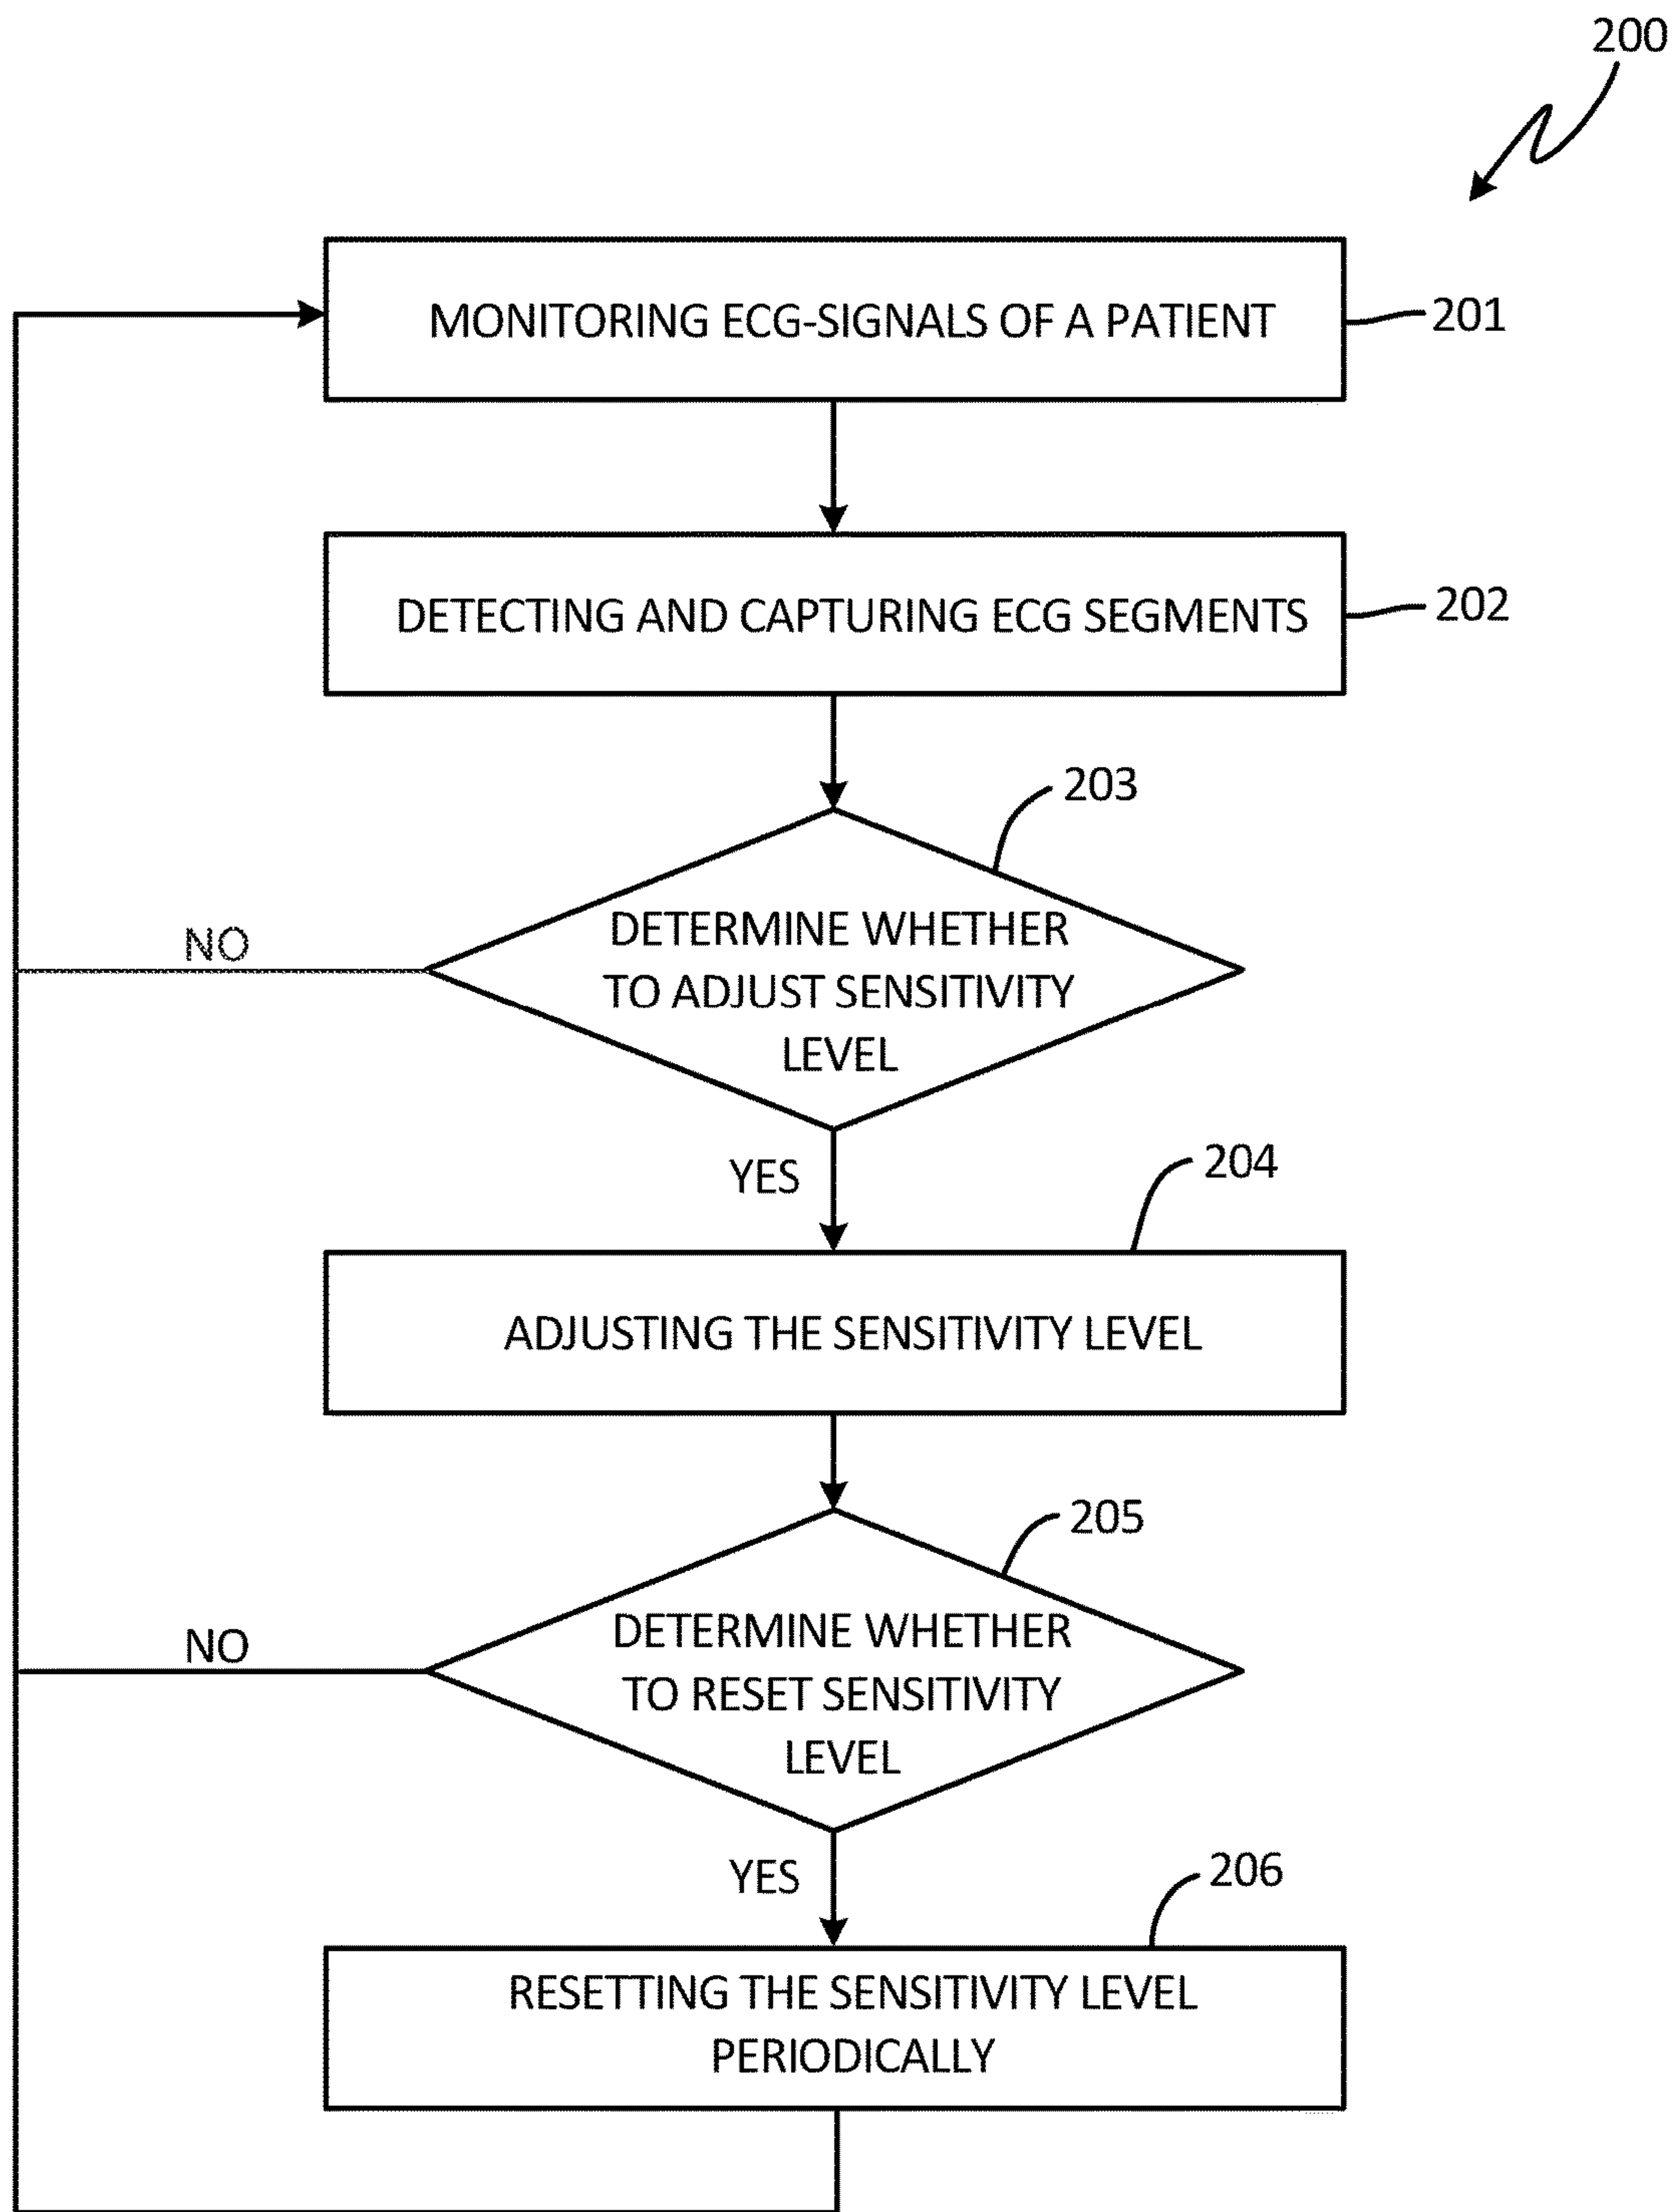 200
MONITORING ECG-SIGNALS OF A PATIENT
201
DETECTING AND CAPTURING ECG SEGMENTS
202
203
DETERMINE WHETHER
TO ADJUST SENSITIVITY
LEVEL
NO
YES
204
ADJUSTING THE SENSITIVITY LEVEL
205
DETERMINE WHETHER
TO RESET SENSITIVITY
LEVEL
NO
YES
206
RESETTING THE SENSITIVITY LEVEL
PERIODICALLY